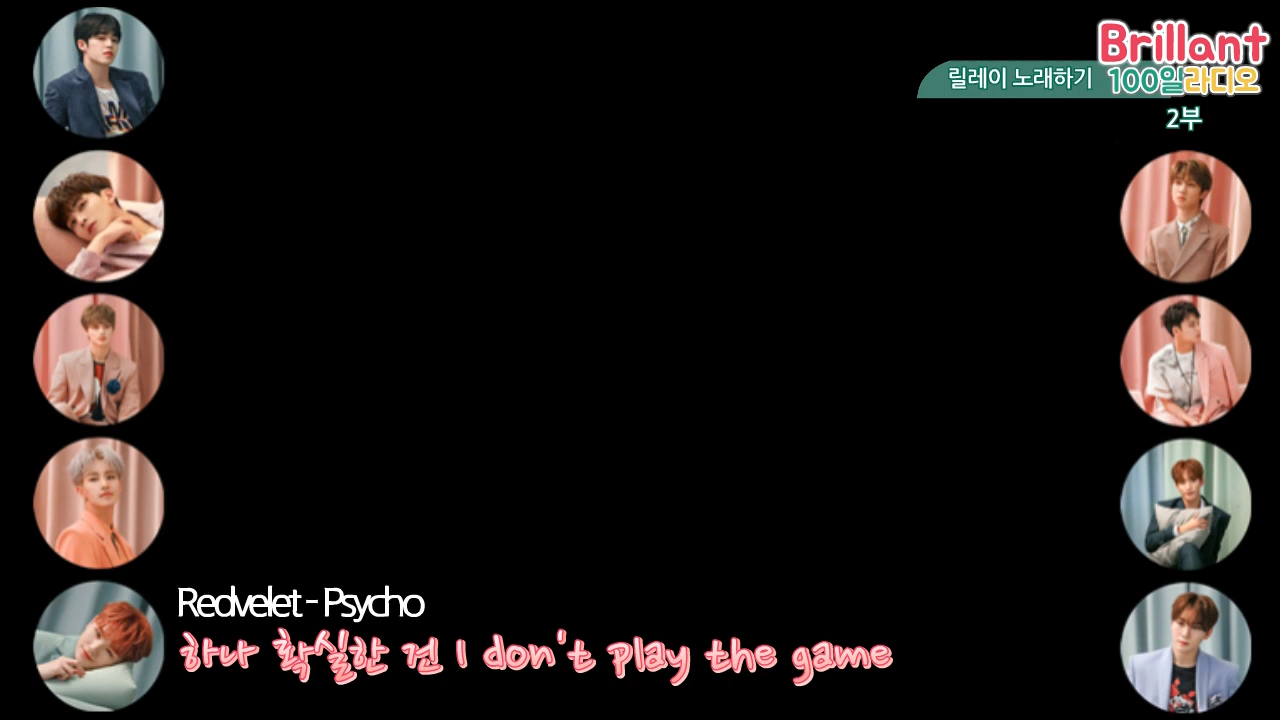 Brillant
릴레이 노래하기
100일라디오
2부
Redvelet - Psycho
하나 확실한 건 I don't play the game